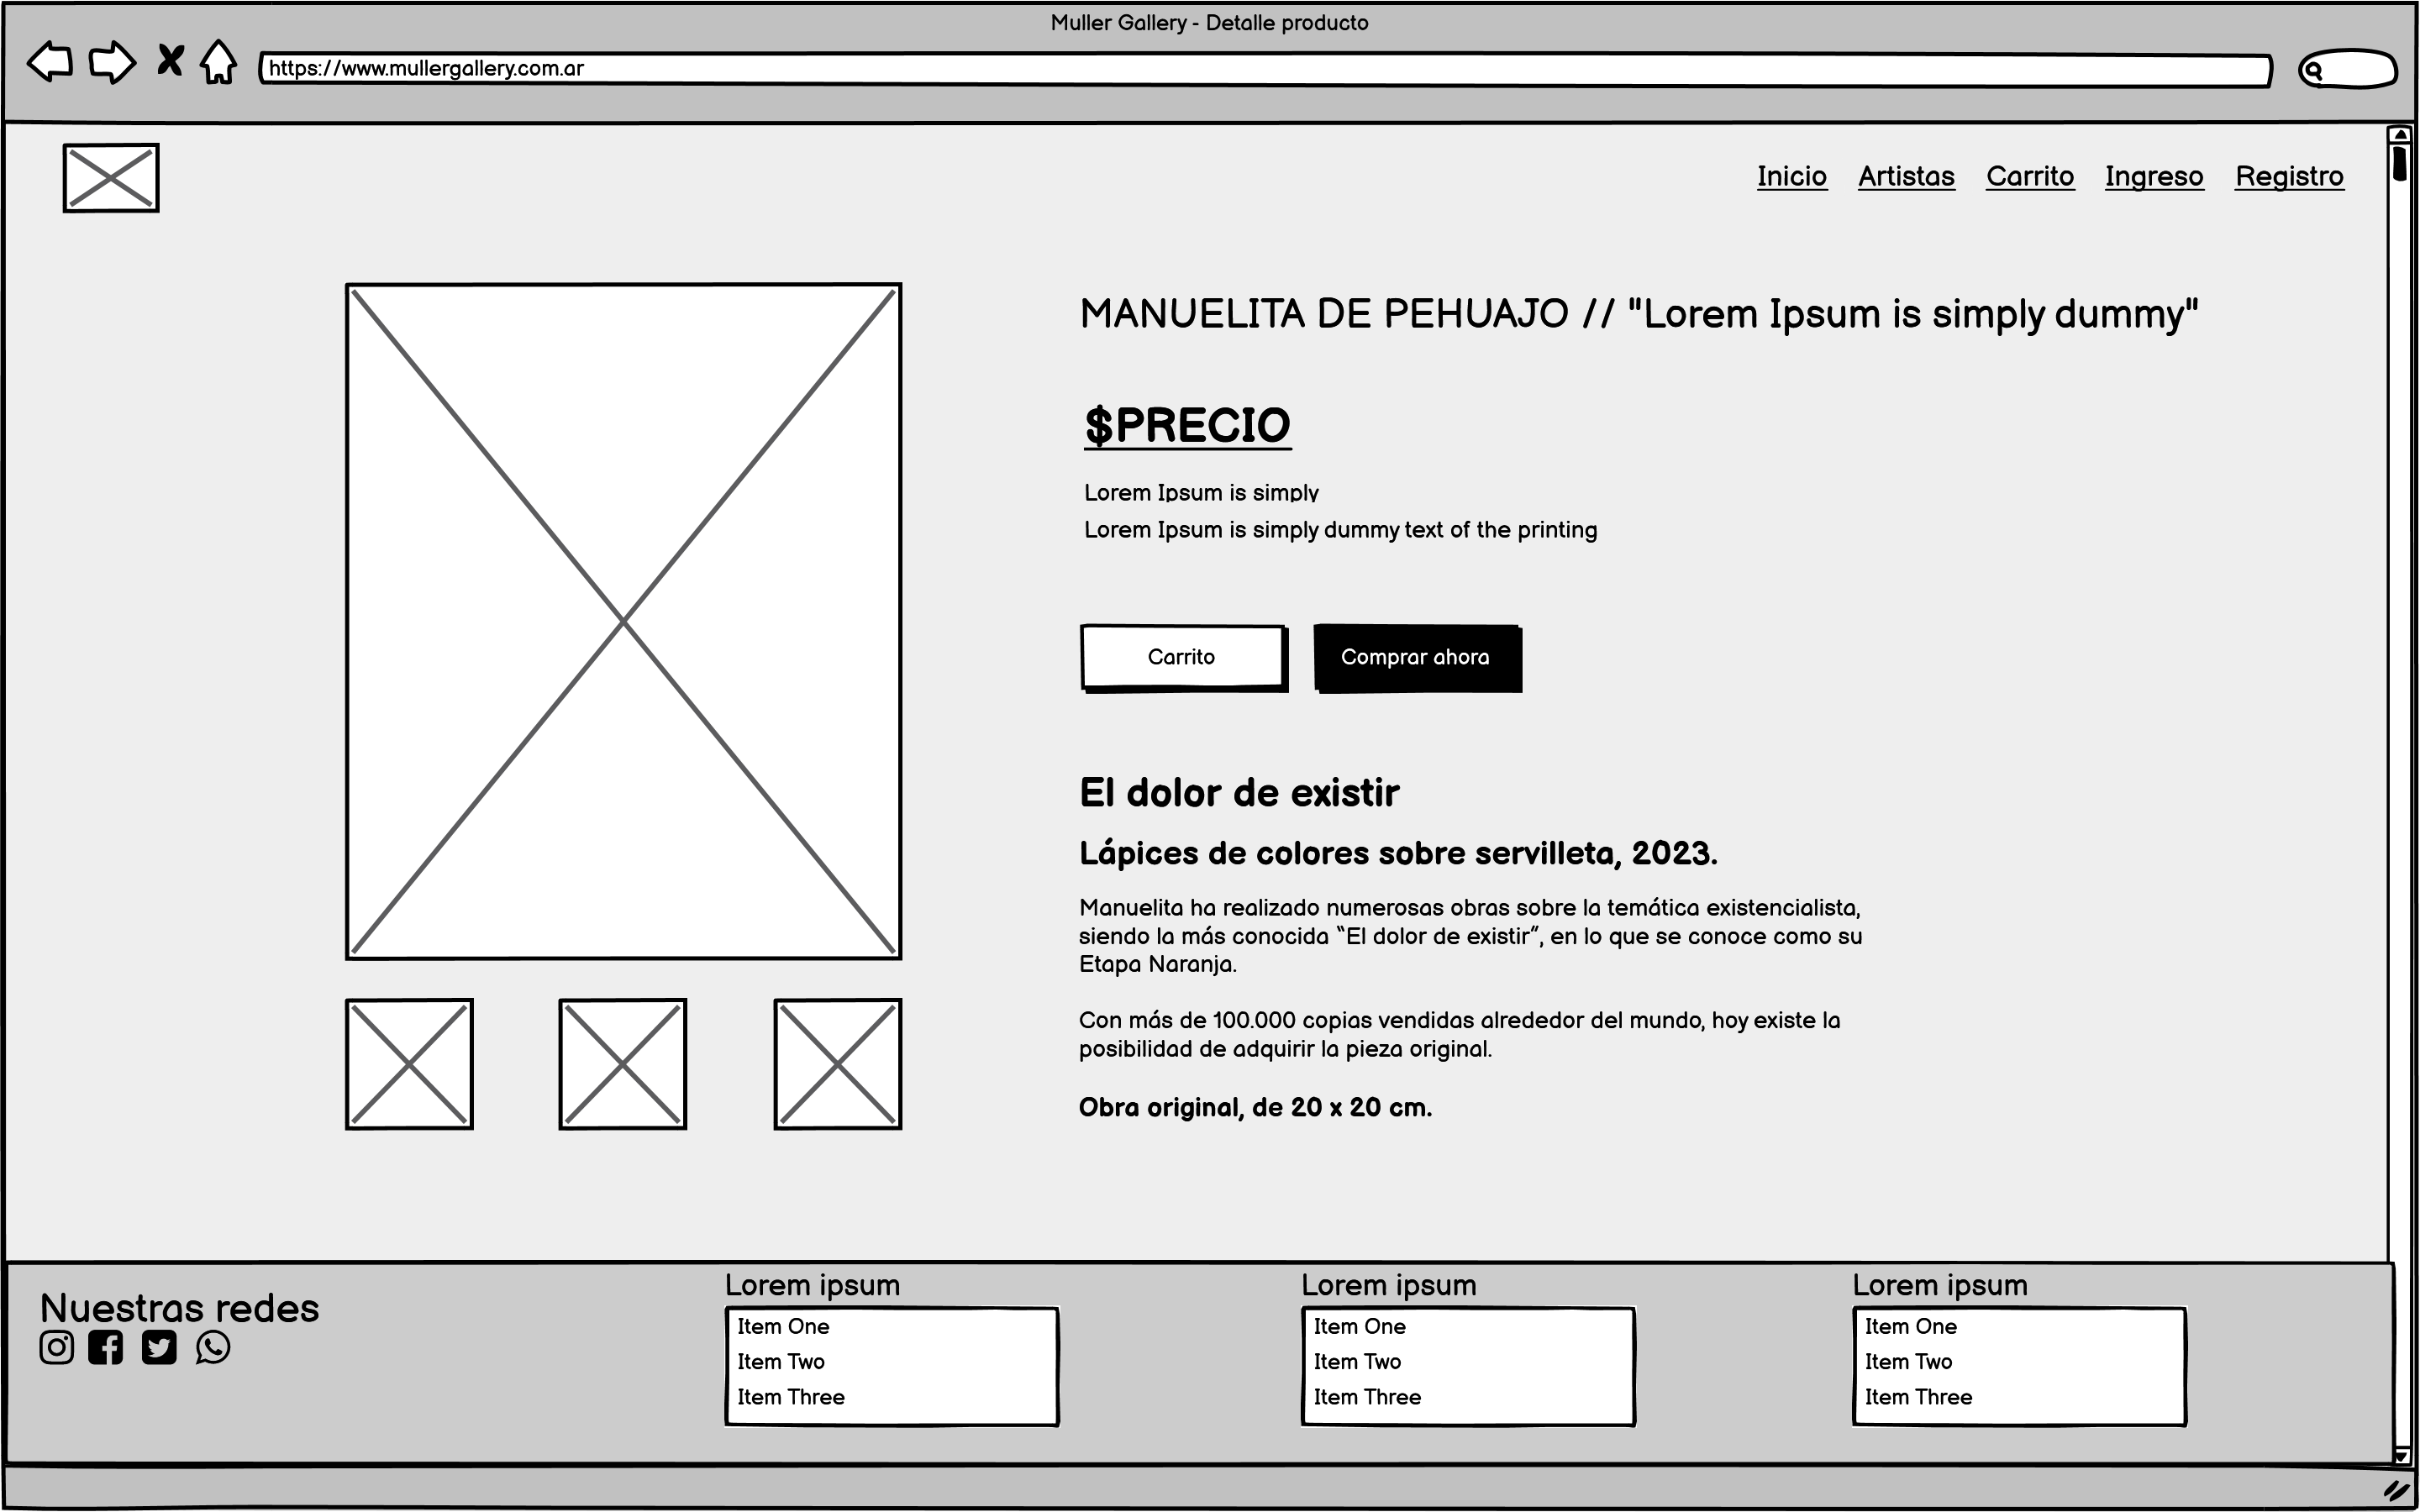 Muller Gallery - Detalle producto
https://www.mullergallery.com.ar
Inicio Artistas Carrito Ingreso Registro
MANUELITA DE PEHUAJO // "Lorem Ipsum is simply dummy"
$PRECIO
Lorem Ipsum is simply
Lorem Ipsum is simply dummy text of the printing
Carrito Comprar ahora
El dolor de existir
Lápices de colores sobre servilleta, 2023.
Manuelita ha realizado numerosas obras sobre la temática existencialista,
siendo la más conocida “El dolor de existir”, en lo que se conoce como su
Etapa Naranja.
Con más de 100.000 copias vendidas alrededor del mundo, hoy existe la
posibilidad de adquirir la pieza original.
Obra original, de 20 x 20 cm.
Nuestras redes
Lorem ipsum
Item One
Item Two
Item Three
Lorem ipsum
Item One
Item Two
Item Three
Lorem ipsum
Item One
Item Two
Item Three